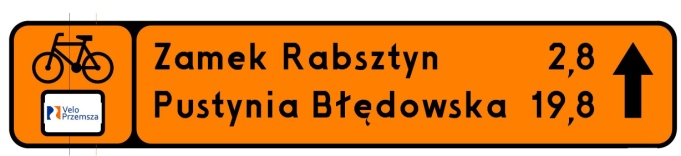 Zamek Rabsztyn 2,8
Pustynia Błędowska 19,8
Velo
Przemsza